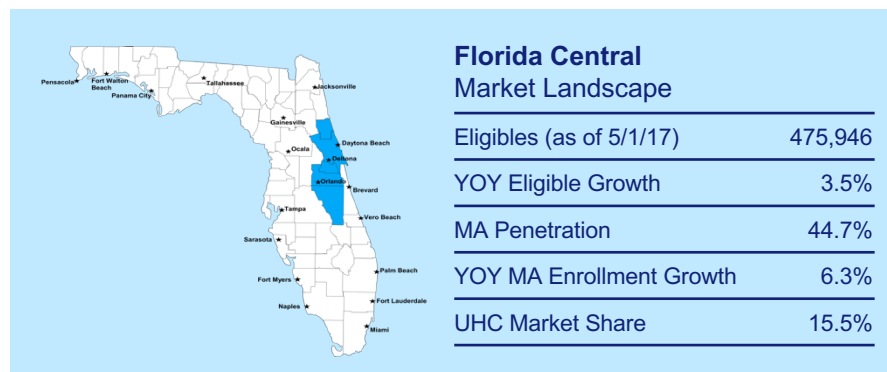 Florida Central
Market Landscape
Eligibles (as of 5/1/17) 475,946
YOY Eligible Growth 3.5%
MA Penetration 44.7%
YOY MA Enrollment Growth 6.3%
UHC Market Share 15.5%
Pensacola
Fort Walton
Beach
Panama City
Tallahassee
Jacksonville
Gainesville
Ocala
Daytona Beach
Deltona
Orlando
Brevard
Tampa
Vero Beach
Sarasota
Fort Myers
Palm Beach
Naples
Fort Lauderdale
Miami